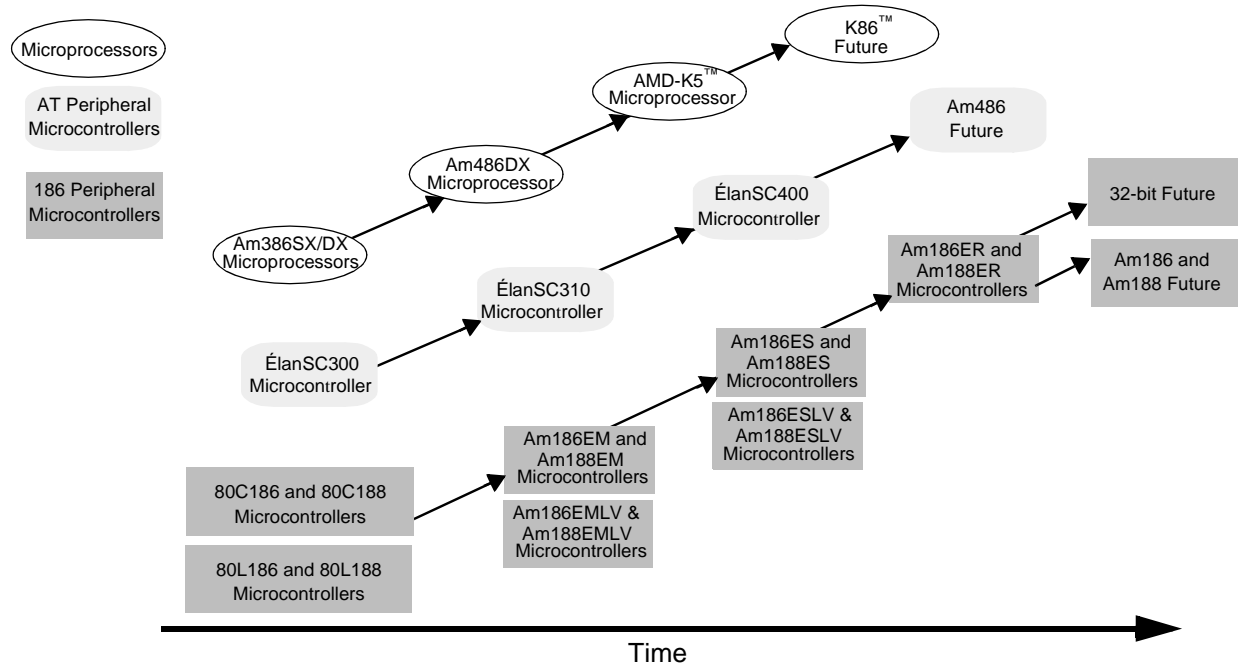 Microprocessors
AT Peripheral
Microcontrollers
186 Peripheral
Microcontrollers
K86™
Future
AMD-K5™
Microprocessor
Am486DX
Microprocessor
Am386SX/DX
Microprocessors
Am486
Future
ÉlanSC400
Microcontroller
ÉlanSC310
Microcontroller
ÉlanSC300
Microcontroller
32-bit Future
Am186 and
Am188 Future
Am186ER and
Am188ER
Microcontrollers
Am186ES and
Am188ES
Microcontrollers
Am186ESLV &
Am188ESLV
Microcontrollers
Am186EM and
Am188EM
Microcontrollers
Am186EMLV &
Am188EMLV
Microcontrollers
80C186 and 80C188
Microcontrollers
80L186 and 80L188
Microcontrollers
Time